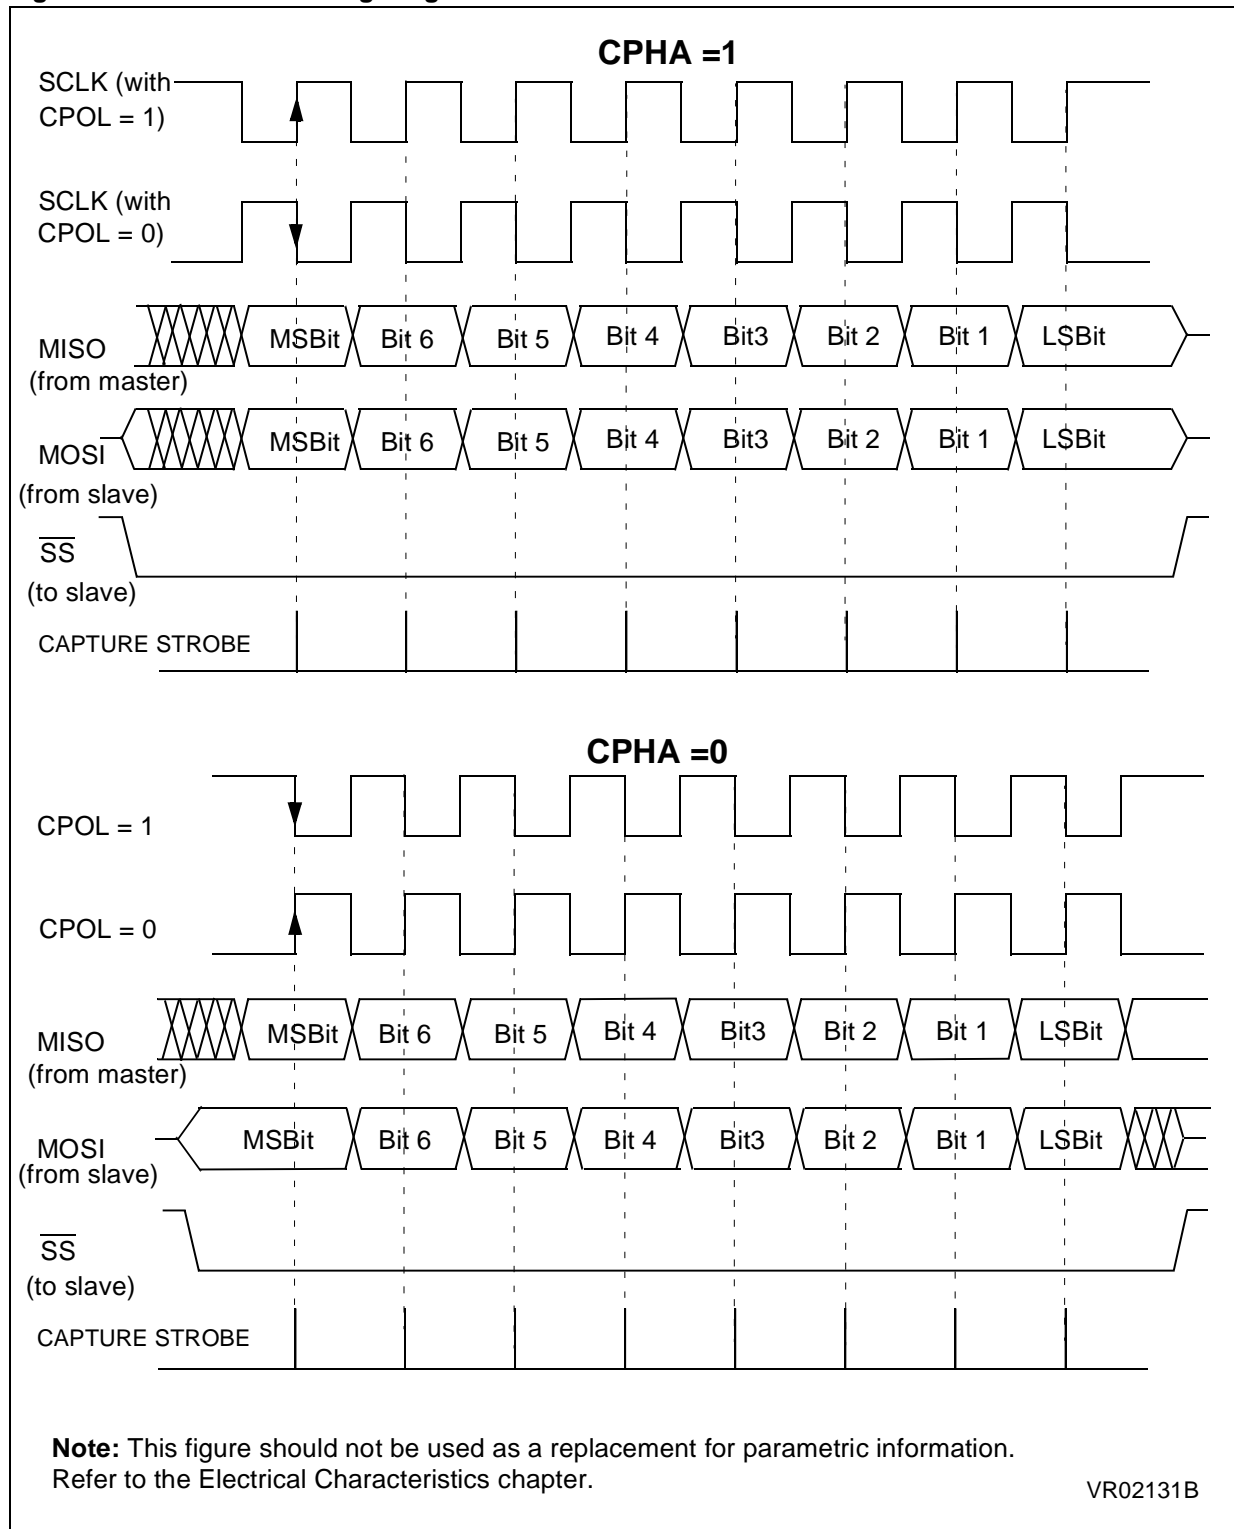 CPHA =1
SCLK (with
CPOL = 1)
SCLK (with
CPOL = 0)
MSBit Bit 6 Bit 5 Bit 4 Bit3 Bit 2 Bit 1 LSBit
MISO
(from master)
MSBit Bit 6 Bit 5 Bit 4 Bit3 Bit 2 Bit 1 LSBit
MOSI
(from slave)
SS
(to slave)
CAPTURE STROBE
CPHA =0
CPOL = 1
CPOL = 0
MSBit Bit 6 Bit 5 Bit 4 Bit3 Bit 2 Bit 1 LSBit
MISO
(from master)
MSBit Bit 6 Bit 5 Bit 4 Bit3 Bit 2 Bit 1 LSBit
MOSI
(from slave)
SS
(to slave)
CAPTURE STROBE
Note: This figure should not be used as a replacement for parametric information.
Refer to the Electrical Characteristics chapter.
VR02131B